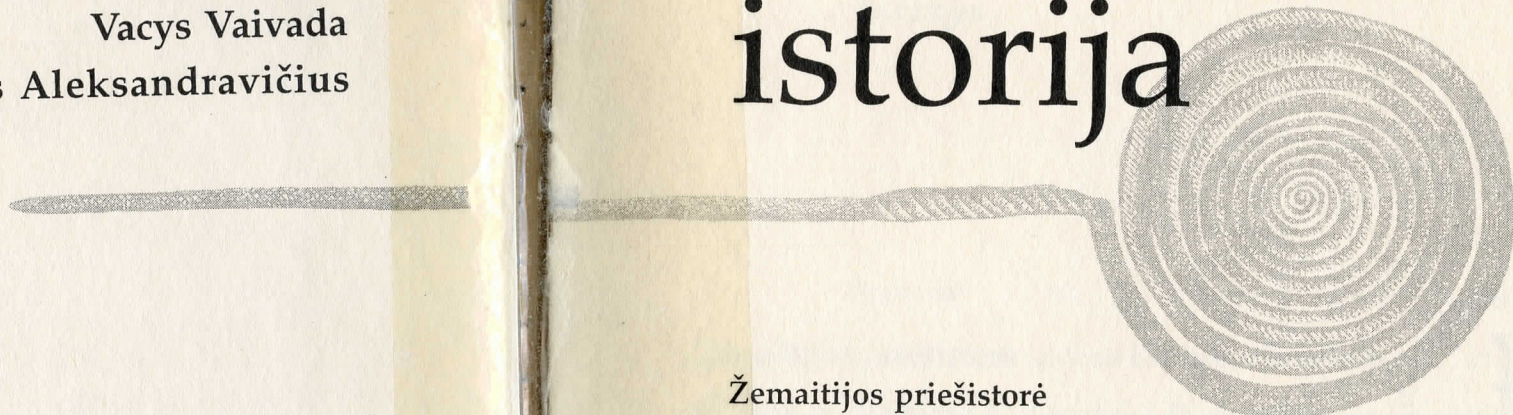 Vacys Vaivada
s Aleksandravičius
istorija
Žemaitijos priešistorė